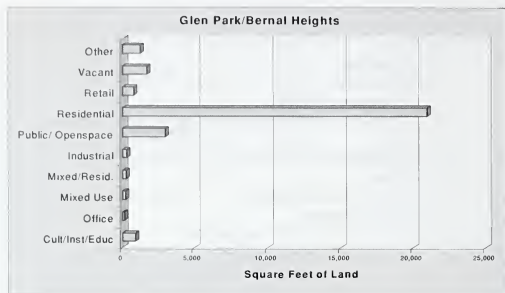 Glen Park/Bernal Heights
Other
Vacant
Retail
Residential
Public/ Openspace
Industrial
Mixed/Resid.
Mixed Use
Office
Cult/Inst/Educ
0 5,000 10,000 15,000 20,000 25,000
Square Feet of Land